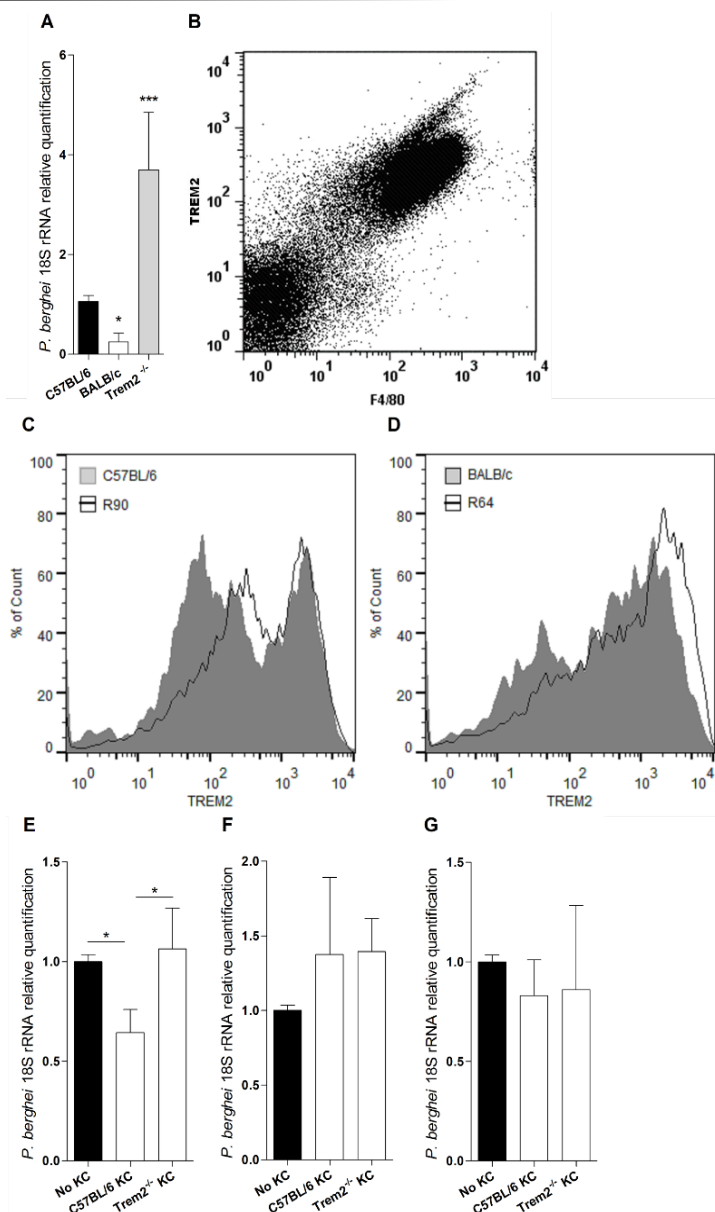 A
P. berghei 18S rRNA relative quantification
6
4
2
0
***
*
C57BL/6
BALB/c
Trem2 -/-
B
TREM2
10^4
10^3
10^2
10^1
10^0
10^0 10^1 10^2 10^3 10^4
F4/80
C
% of Count
100
80
60
40
20
0
C57BL/6
R90
10^0 10^1 10^2 10^3 10^4
TREM2
D
% of Count
100
80
60
40
20
0
BALB/c
R64
10^0 10^1 10^2 10^3 10^4
TREM2
E
P. berghei 18S rRNA relative quantification
1.5
1.0
0.5
0.0
*
*
No KC
C57BL/6 KC
Trem2-/- KC
F
P. berghei 18S rRNA relative quantification
2.0
1.5
1.0
0.5
0.0
No KC
C57BL/6 KC
Trem2-/- KC
G
P. berghei 18S rRNA relative quantification
1.5
1.0
0.5
0.0
No KC
C57BL/6 KC
Trem2-/- KC